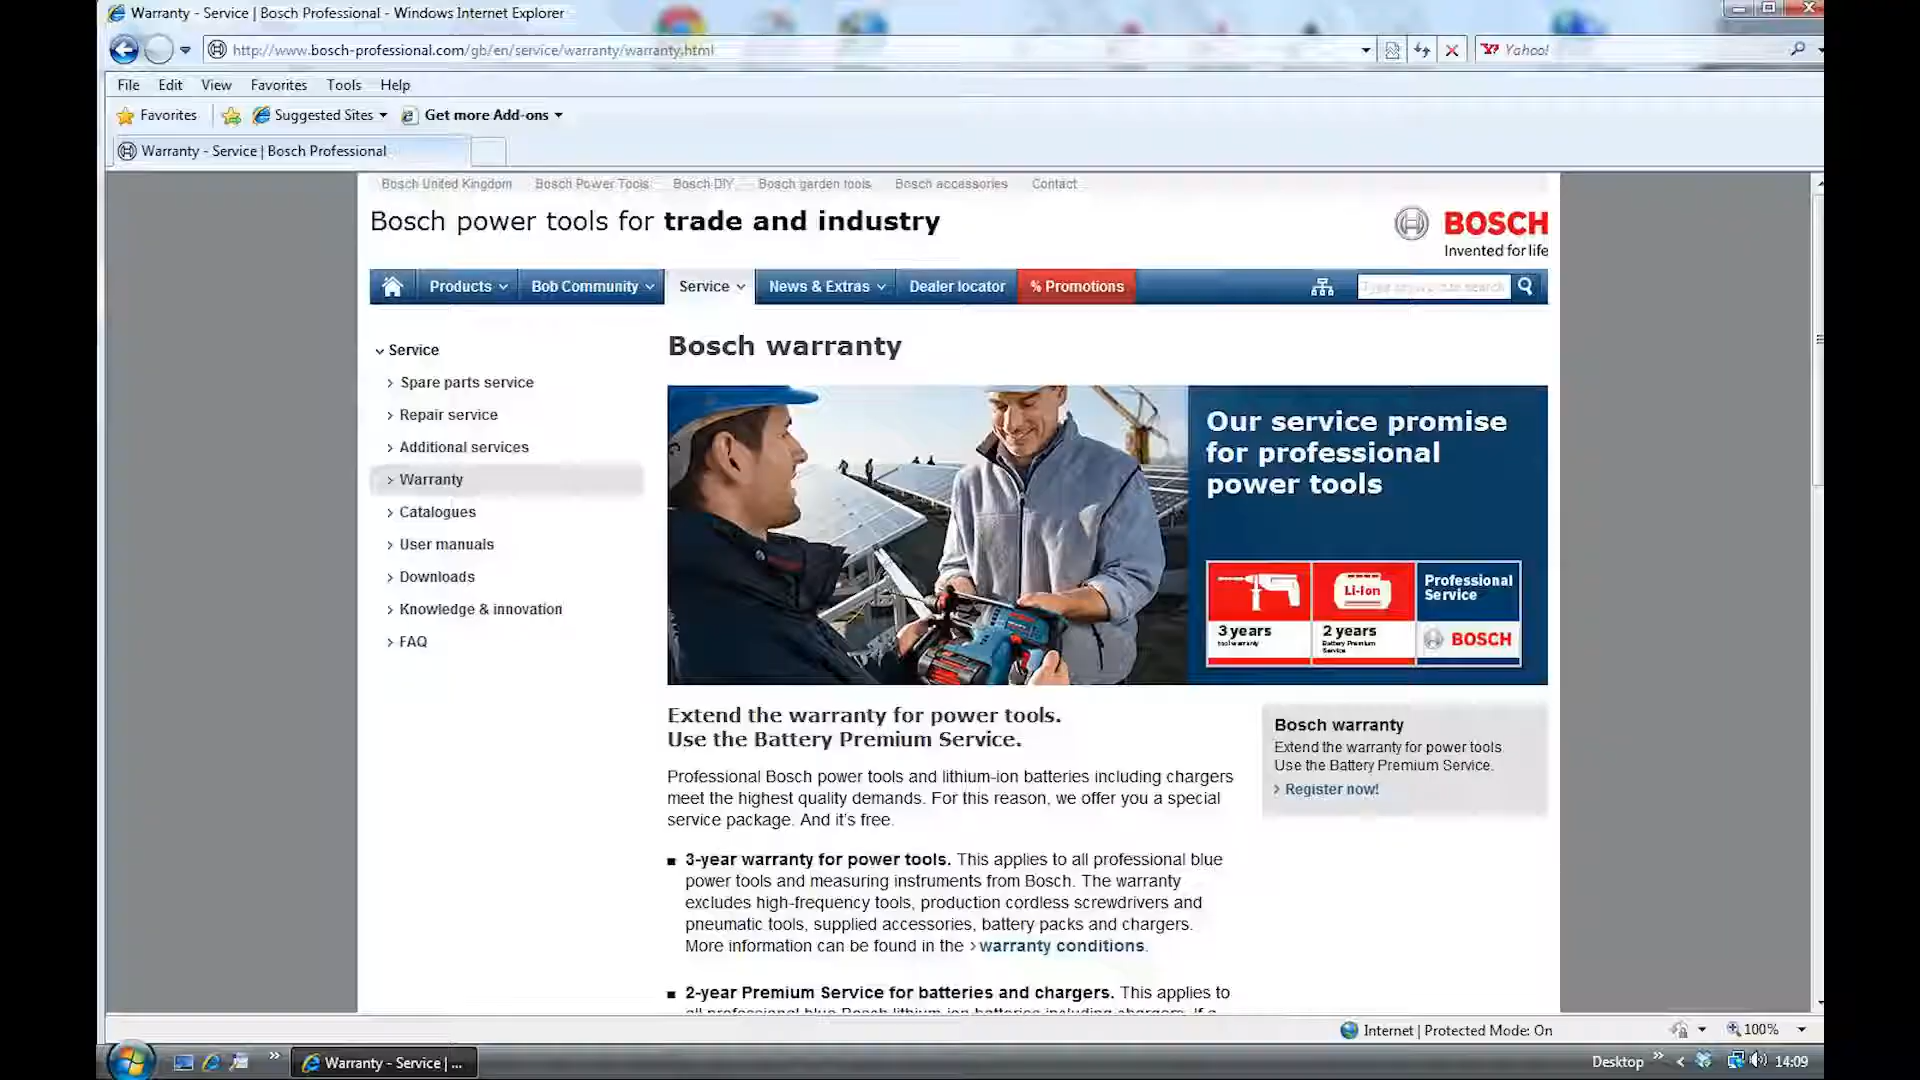 Warranty - Service | Bosch Professional - Windows Internet Explorer
http://www.bosch-professional.com/gb/en/service/warranty/warranty.html
Yahoo!
File Edit View Favorites Tools Help
Favorites Suggested Sites Get more Add-ons
Warranty - Service | Bosch Professional
Bosch United Kingdom Bosch Power Tools Bosch DIY Bosch garden tools Bosch accessories Contact
Bosch power tools for trade and industry
BOSCH
Invented for life
Products Bob Community Service News & Extras Dealer locator % Promotions
Service
Spare parts service
Repair service
Additional services
Warranty
Catalogues
User manuals
Downloads
Knowledge & innovation
FAQ
Bosch warranty
Our service promise
for professional
power tools
Li-Ion
Professional
Service
3 years
tool warranty
2 years
Battery Premium
Service
BOSCH
Extend the warranty for power tools.
Use the Battery Premium Service.
Professional Bosch power tools and lithium-ion batteries including chargers
meet the highest quality demands. For this reason, we offer you a special
service package. And it's free.
3-year warranty for power tools. This applies to all professional blue
power tools and measuring instruments from Bosch. The warranty
excludes high-frequency tools, production cordless screwdrivers and
pneumatic tools, supplied accessories, battery packs and chargers.
More information can be found in the › warranty conditions.
2-year Premium Service for batteries and chargers. This applies to
Bosch warranty
Extend the warranty for power tools
Use the Battery Premium Service.
Register now!
Internet | Protected Mode: On
100%
Warranty - Service | ...
Desktop
14:09